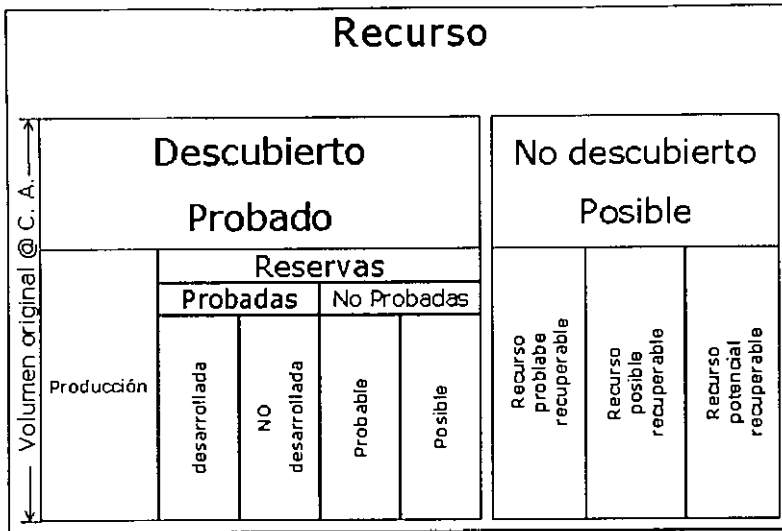 Recurso
Volumen original @ C. A.
Descubierto
Probado
Producción
Reservas
Probadas
No Probadas
desarrollada
NO
desarrollada
Probable
Posible
No descubierto
Posible
Recurso
problabe
recuperable
Recurso
posible
recuperable
Recurso
potencial
recuperable